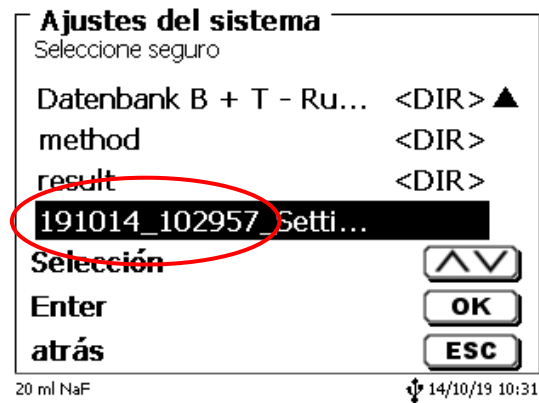 Ajustes del sistema
Seleccione seguro
Datenbank B + T - Ru... <DIR>
method <DIR>
result <DIR>
191014_102957_Setti...
Selección
Enter OK
atrás ESC
20 ml NaF 14/10/19 10:31